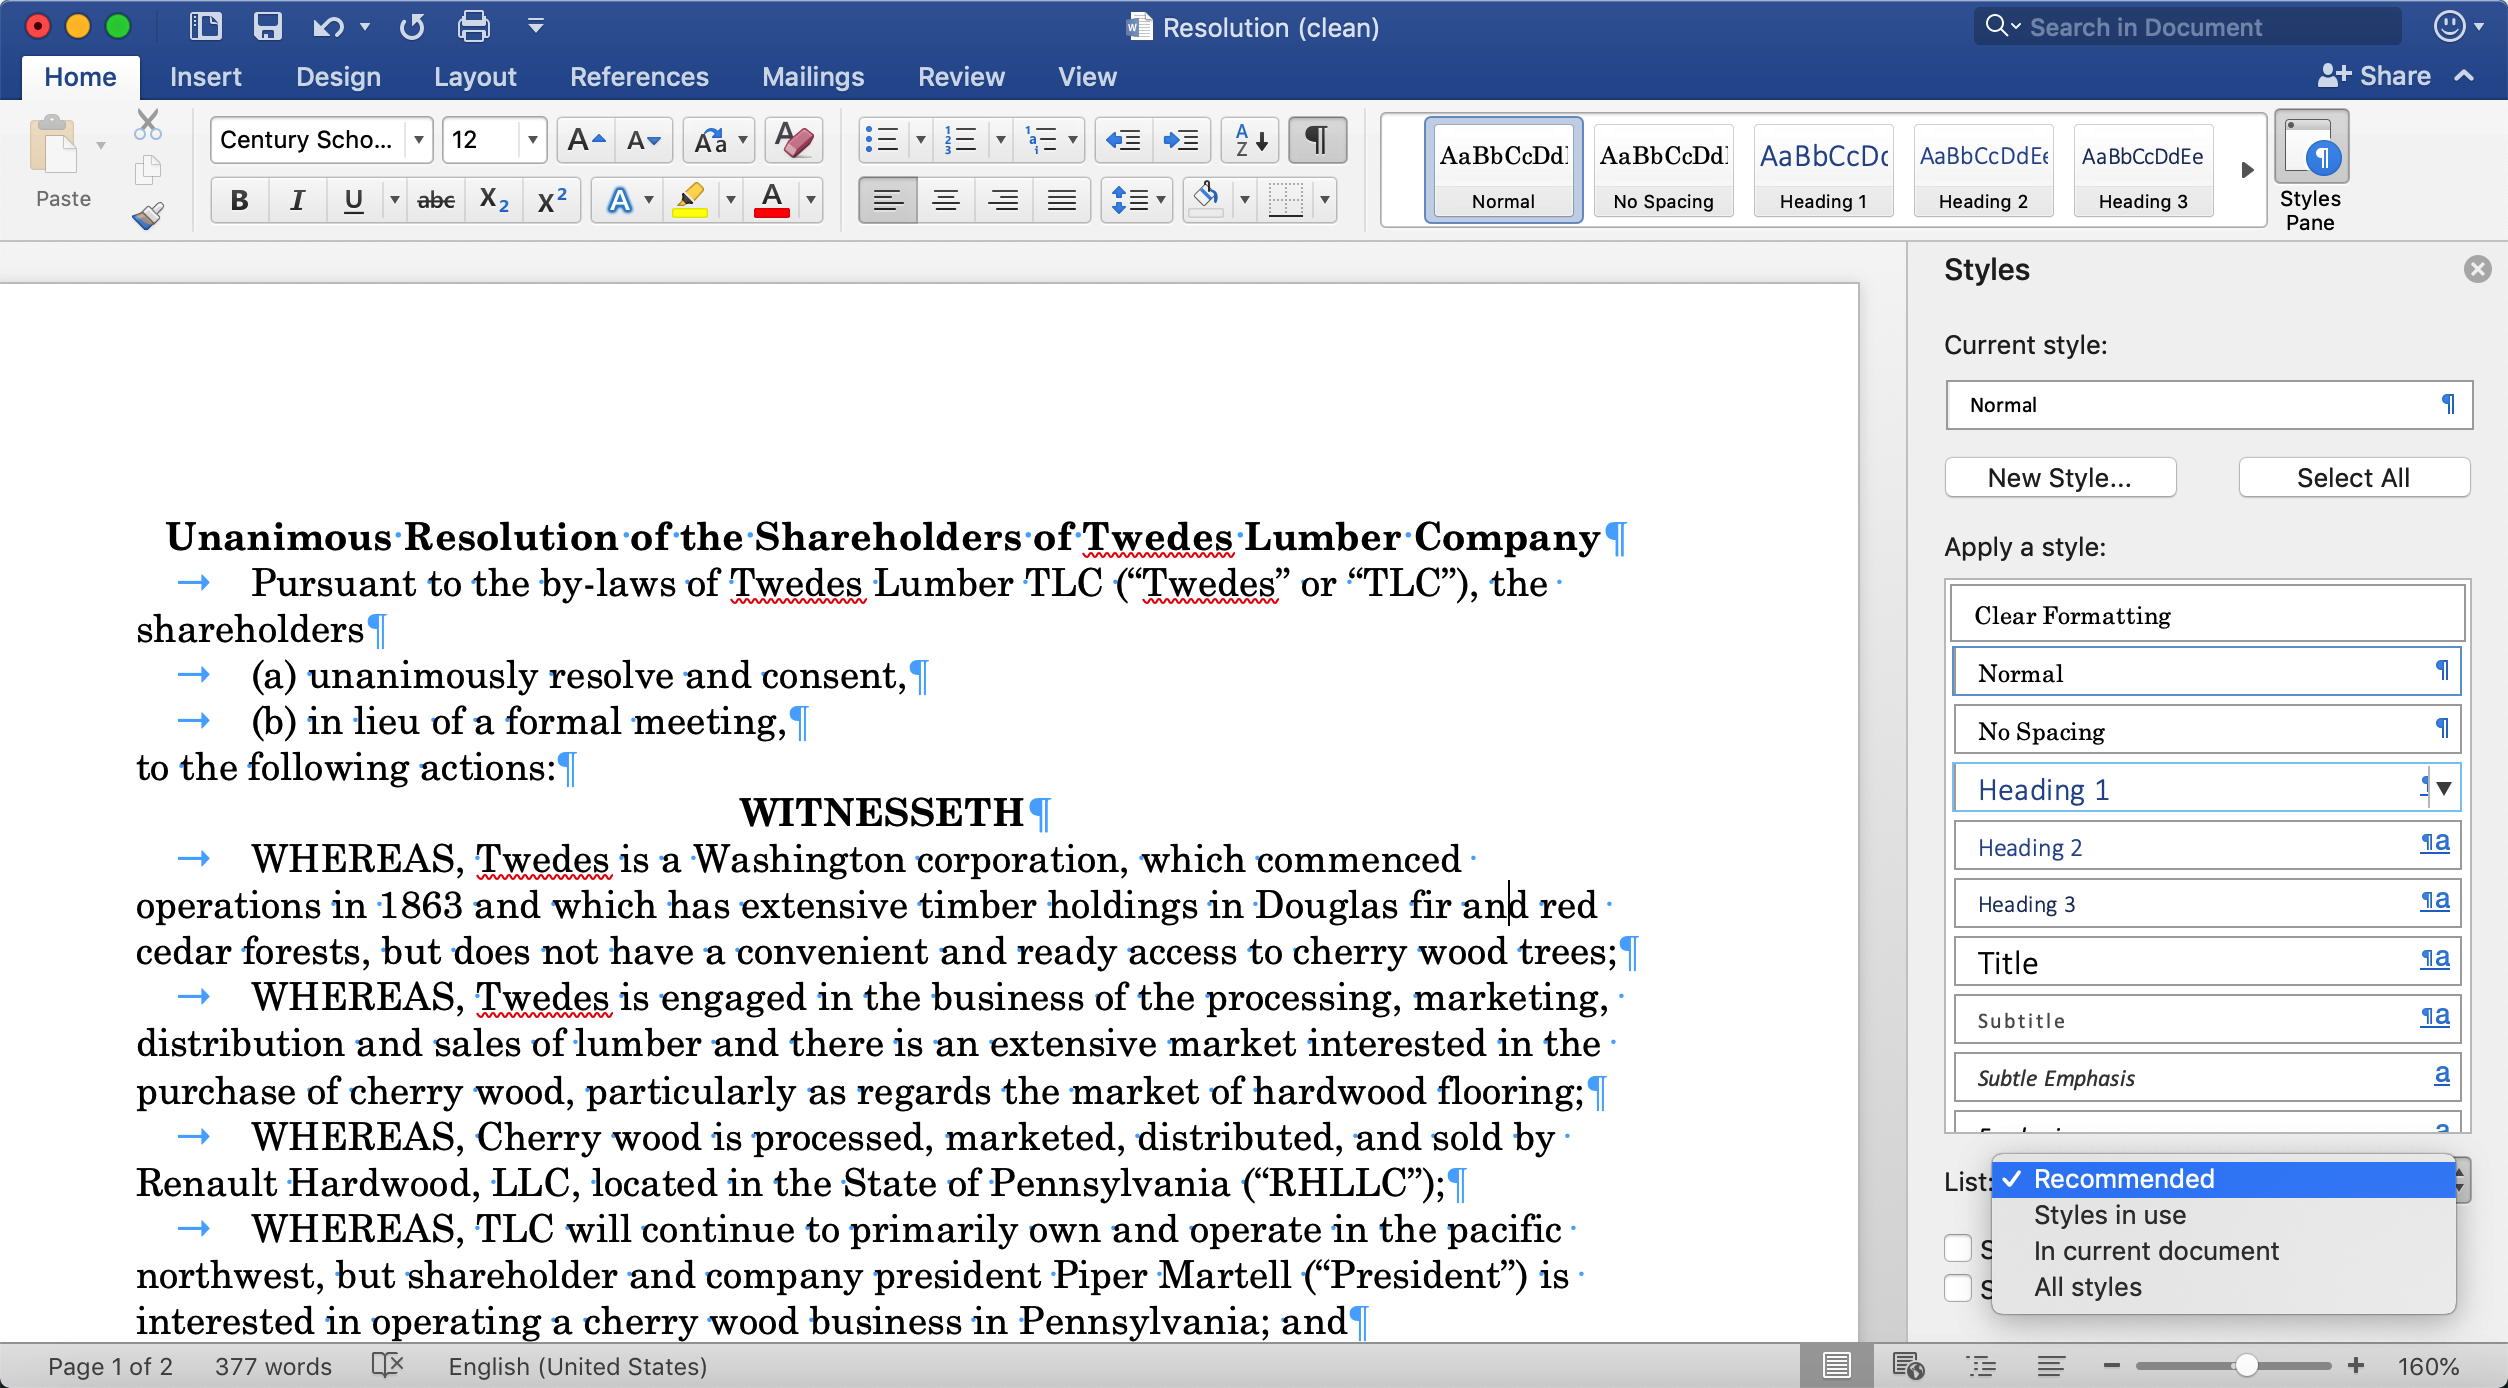 Resolution (clean)
Search in Document
Home Insert Design Layout References Mailings Review View Share
Paste
Century Scho... 12 A A Aa A
B I U abc X2 X2 A A
AaBbCcDd AaBbCcDd AaBbCcDc AaBbCcDdEe AaBbCcDdEe
Normal No Spacing Heading 1 Heading 2 Heading 3
Styles
Pane
Unanimous Resolution of the Shareholders of Twedes Lumber Company¶
→ Pursuant to the by-laws of Twedes Lumber TLC (“Twedes” or “TLC”), the
shareholders¶
→ (a) unanimously resolve and consent,¶
→ (b) in lieu of a formal meeting,¶
to the following actions:¶
WITNESSETH¶
→ WHEREAS, Twedes is a Washington corporation, which commenced
operations in 1863 and which has extensive timber holdings in Douglas fir and red
cedar forests, but does not have a convenient and ready access to cherry wood trees;¶
→ WHEREAS, Twedes is engaged in the business of the processing, marketing,
distribution and sales of lumber and there is an extensive market interested in the
purchase of cherry wood, particularly as regards the market of hardwood flooring;¶
→ WHEREAS, Cherry wood is processed, marketed, distributed, and sold by
Renault Hardwood, LLC, located in the State of Pennsylvania (“RHLLC”);¶
→ WHEREAS, TLC will continue to primarily own and operate in the pacific
northwest, but shareholder and company president Piper Martell (“President”) is
interested in operating a cherry wood business in Pennsylvania; and¶
Styles
Current style:
Normal ¶
New Style... Select All
Apply a style:
Clear Formatting
Normal ¶
No Spacing ¶
Heading 1
Heading 2 ¶a
Heading 3 ¶a
Title ¶a
Subtitle ¶a
Subtle Emphasis a
List: ✓ Recommended
Styles in use
In current document
All styles
Page 1 of 2 377 words English (United States) 160%